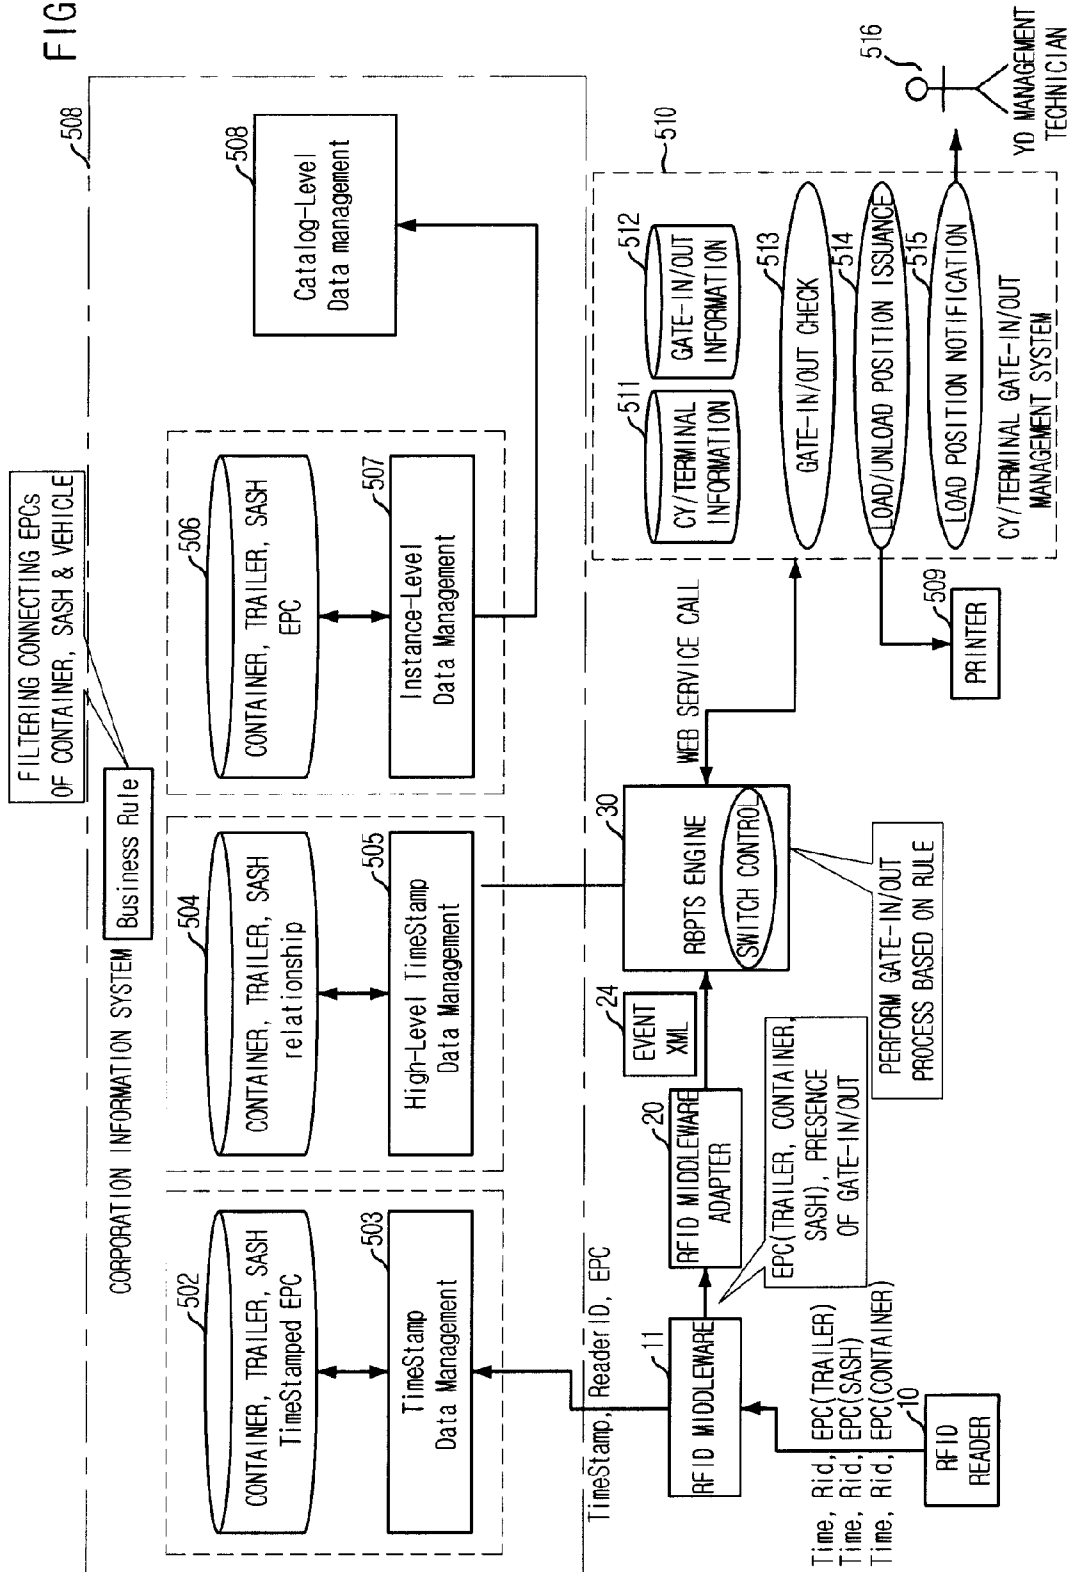 FIG
508
FILTERING CONNECTING EPCs
OF CONTAINER, SASH & VEHICLE
CORPORATION INFORMATION SYSTEM
Business Rule
502
CONTAINER, TRAILER, SASH
TimeStamped EPC
503
TimeStamp
Data Management
504
CONTAINER, TRAILER, SASH
relationship
505
High-Level TimeStamp
Data Management
506
CONTAINER, TRAILER, SASH
EPC
507
Instance-Level
Data Management
508
Catalog-Level
Data management
TimeStamp, ReaderID, EPC
11
RFID MIDDLEWARE
20
RFID MIDDLEWARE
ADAPTER
24
EVENT
XML
30
RBPTS ENGINE
SWITCH CONTROL
WEB SERVICE CALL
EPC(TRAILER, CONTAINER,
SASH), PRESENCE
OF GATE-IN/OUT
PERFORM GATE-IN/OUT
PROCESS BASED ON RULE
Time, Rid, EPC(TRAILER)
Time, Rid, EPC(SASH)
Time, Rid, EPC(CONTAINER)
10
RFID
READER
509
PRINTER
510
511
CY/TERMINAL
INFORMATION
512
GATE-IN/OUT
INFORMATION
513
GATE-IN/OUT CHECK
514
LOAD/UNLOAD POSITION ISSUANCE
515
LOAD POSITION NOTIFICATION
CY/TERMINAL GATE-IN/OUT
MANAGEMENT SYSTEM
516
YD MANAGEMENT
TECHNICIAN